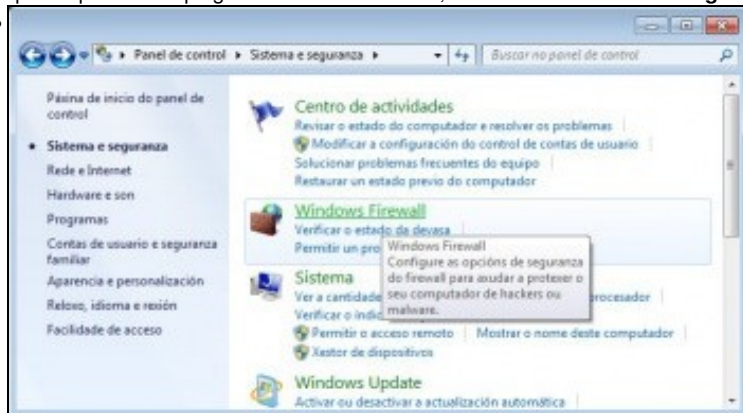 Panel de control ▸ Sistema e seguranza ▸
Buscar no panel de control
Páxina de inicio do panel de
control
• Sistema e seguranza
Rede e Internet
Hardware e son
Programas
Contas de usuario e seguranza
familiar
Aparencia e personalización
Reloxo, idioma e rexión
Facilidade de acceso
Centro de actividades
Revisar o estado do computador e resolver os problemas
Modificar a configuración do control de contas de usuario
Solucionar problemas frecuentes do equipo
Restaurar un estado previo do computador
Windows Firewall
Verificar o estado da devasa
Permitir un pro
Windows Firewall
Configure as opcións de seguranza
do firewall para axudar a protexer o
seu computador de hackers ou
malware.
Sistema
Ver a cantidade
rocesador
Verificar o índic
Permitir o acceso remoto
Mostrar o nome deste computador
Xestor de dispositivos
Windows Update
Activar ou desactivar a actualización automática